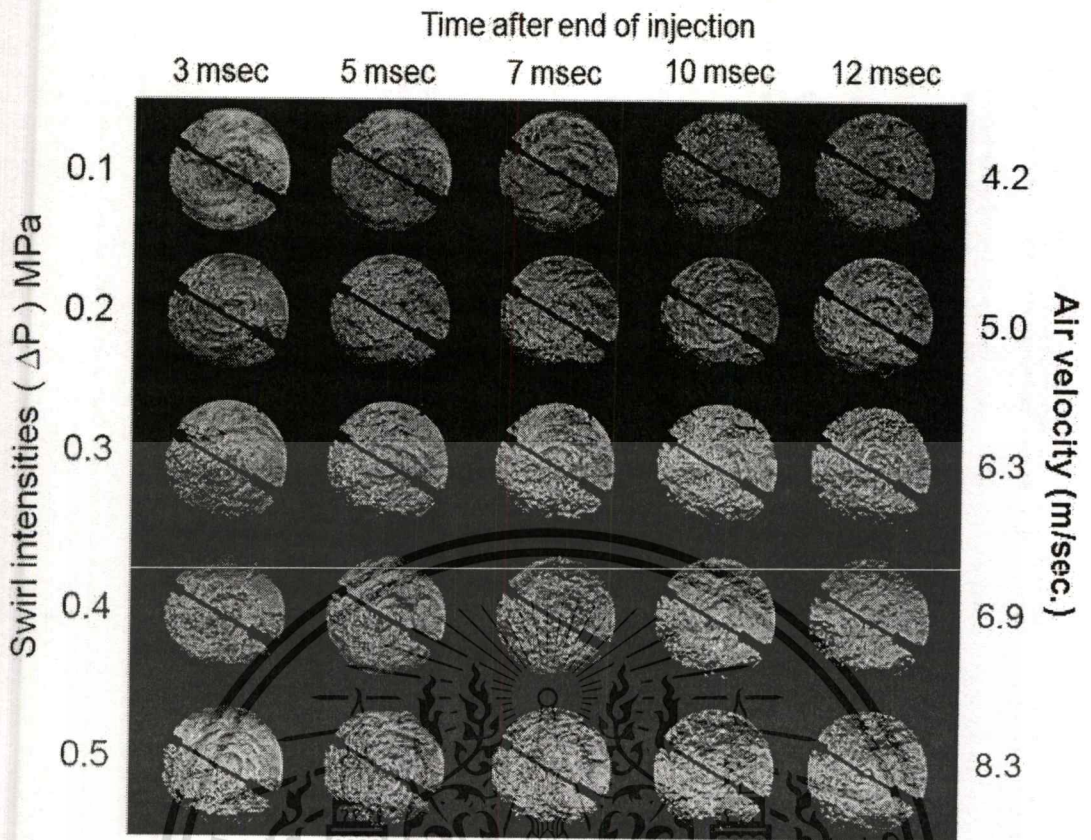 Time after end of injection
3 msec 5 msec 7 msec 10 msec 12 msec
Swirl intensities ( ΔP ) MPa
0.1 4.2
0.2 5.0
0.3 6.3
0.4 6.9
0.5 8.3
Air velocity (m/sec.)